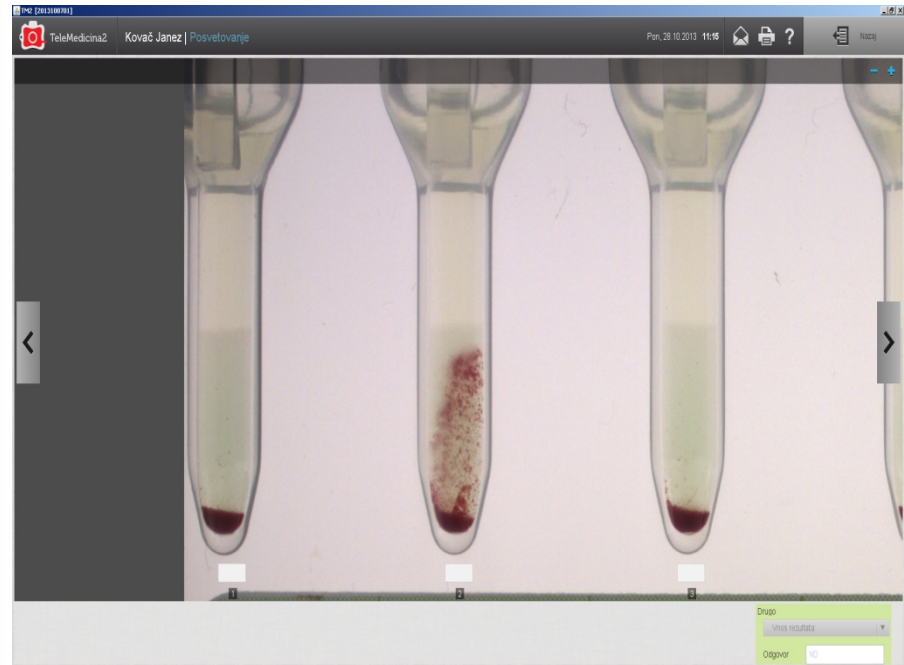 TM2 [2013100701]
TeleMedicina2 Kovač Janez | Posvetovanje Pon, 28.10.2013 11:15 ? Nazaj
1 2 3
Drugo
Vnos rezultata
Odgovor ND